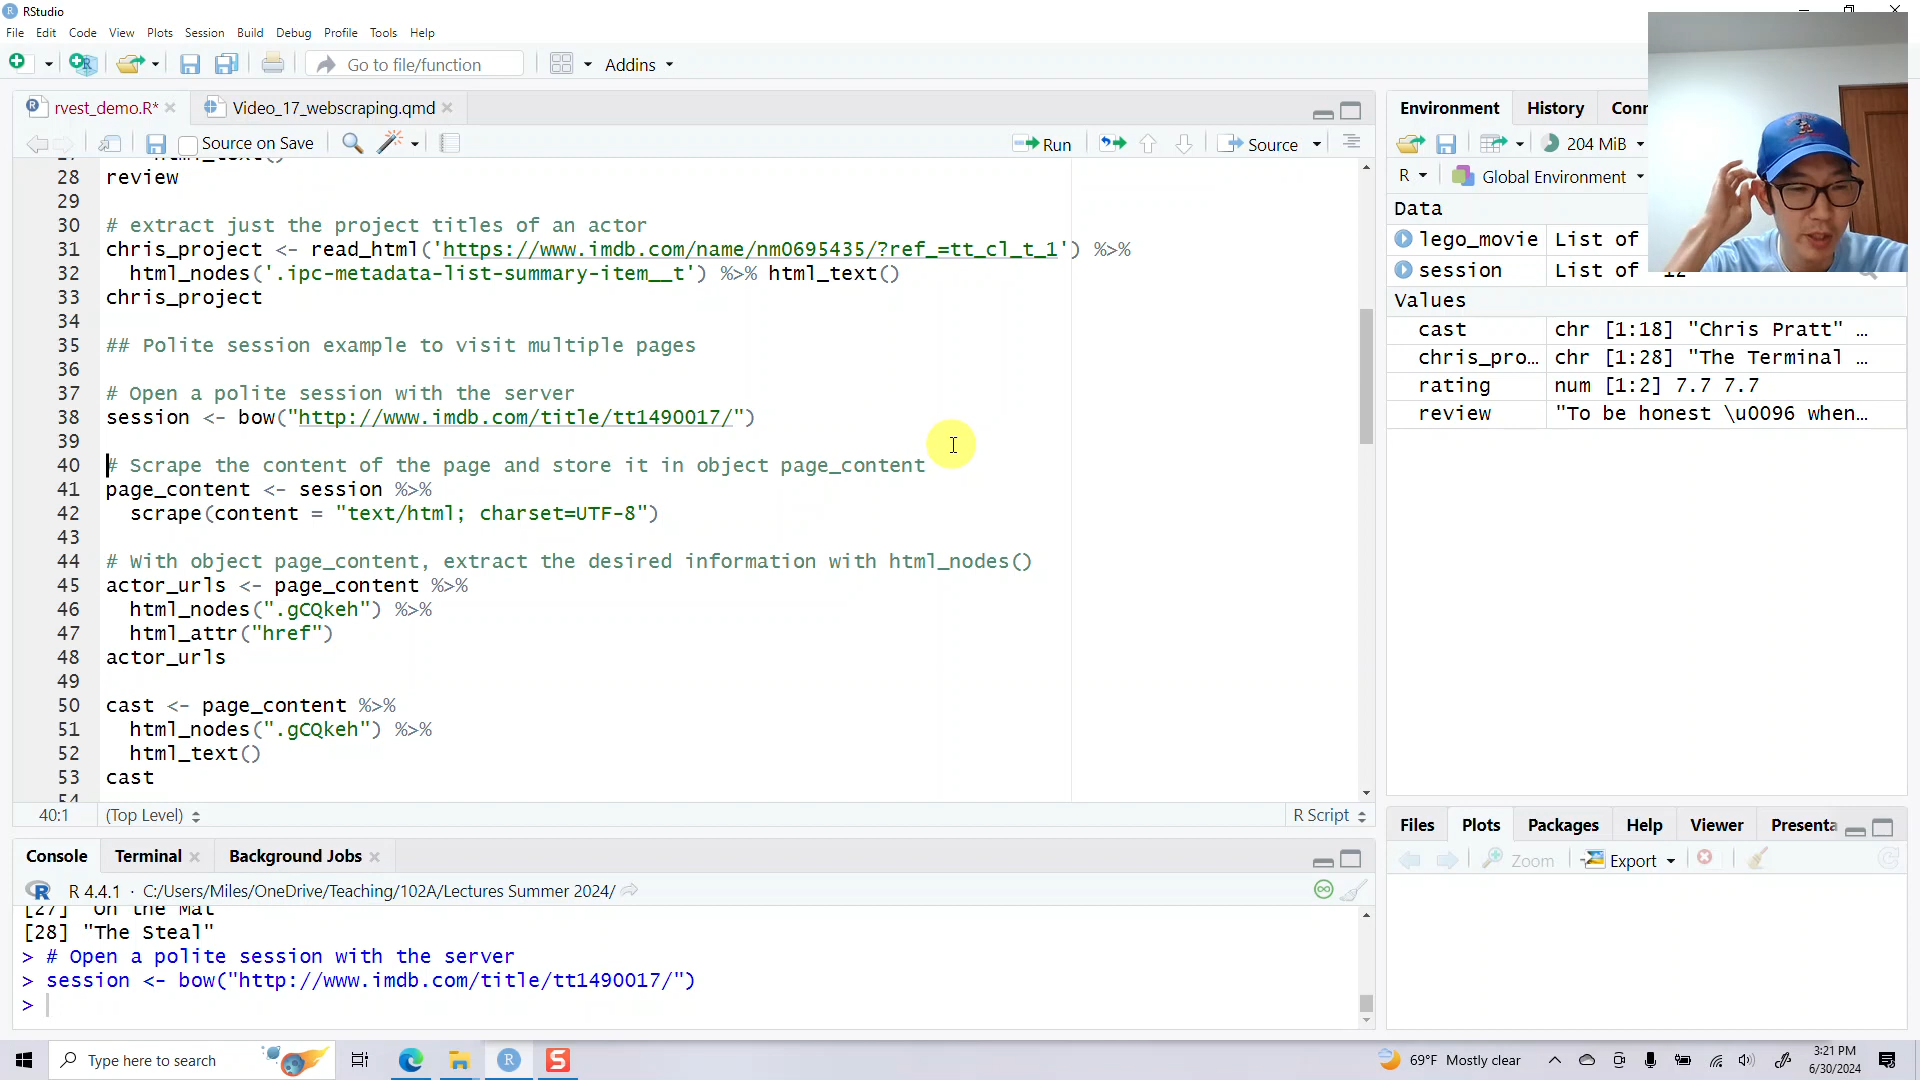 RStudio
File Edit Code View Plots Session Build Debug Profile Tools Help
Go to file/function Addins
rvest_demo.R* Video_17_webscraping.qmd
Source on Save Run Source
28 review
29
30 # extract just the project titles of an actor
31 chris_project <- read_html('https://www.imdb.com/name/nm0695435/?ref_=tt_cl_t_1') %>%
32 html_nodes('.ipc-metadata-list-summary-item__t') %>% html_text()
33 chris_project
34
35 ## Polite session example to visit multiple pages
36
37 # Open a polite session with the server
38 session <- bow("http://www.imdb.com/title/tt1490017/")
39
40 # Scrape the content of the page and store it in object page_content
41 page_content <- session %>%
42 scrape(content = "text/html; charset=UTF-8")
43
44 # With object page_content, extract the desired information with html_nodes()
45 actor_urls <- page_content %>%
46 html_nodes(".gCQkeh") %>%
47 html_attr("href")
48 actor_urls
49
50 cast <- page_content %>%
51 html_nodes(".gCQkeh") %>%
52 html_text()
53 cast
40:1 (Top Level) R Script
Console Terminal Background Jobs
R 4.4.1 · C:/Users/Miles/OneDrive/Teaching/102A/Lectures Summer 2024/
[27] "On the Mat"
[28] "The Steal"
> # Open a polite session with the server
> session <- bow("http://www.imdb.com/title/tt1490017/")
>
Environment History Conn
204 MiB
R Global Environment
Data
lego_movie List of
session List of 12
Values
cast chr [1:18] "Chris Pratt" …
chris_pro… chr [1:28] "The Terminal …
rating num [1:2] 7.7 7.7
review "To be honest \u0096 when…
Files Plots Packages Help Viewer Presenta
Zoom Export
Type here to search
69°F Mostly clear
3:21 PM
6/30/2024